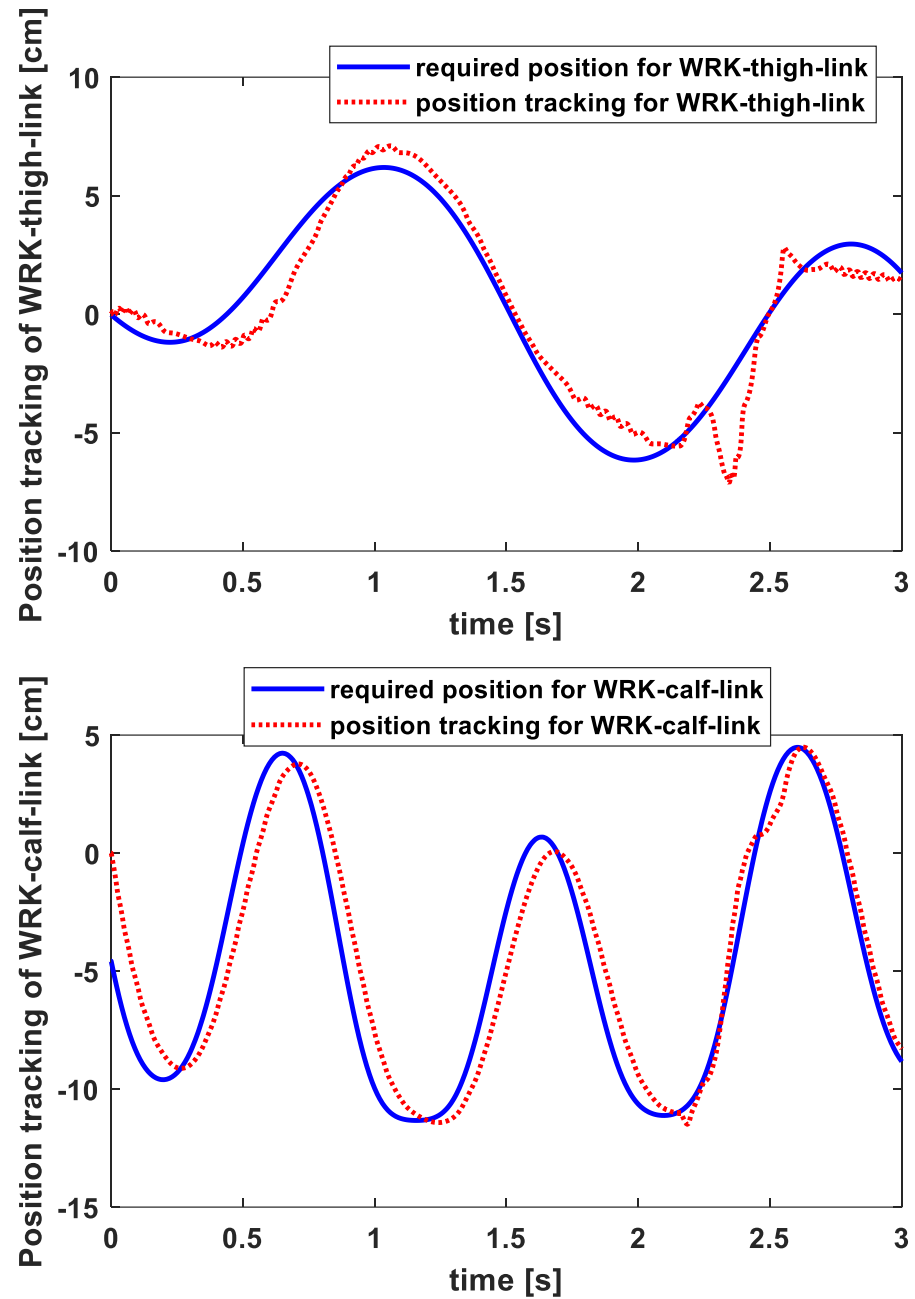 required position for WRK-thigh-link
position tracking for WRK-thigh-link
Position tracking of WRK-thigh-link [cm]
10
5
0
-5
-10
0 0.5 1 1.5 2 2.5 3
time [s]
required position for WRK-calf-link
position tracking for WRK-calf-link
Position tracking of WRK-calf-link [cm]
5
0
-5
-10
-15
0 0.5 1 1.5 2 2.5 3
time [s]